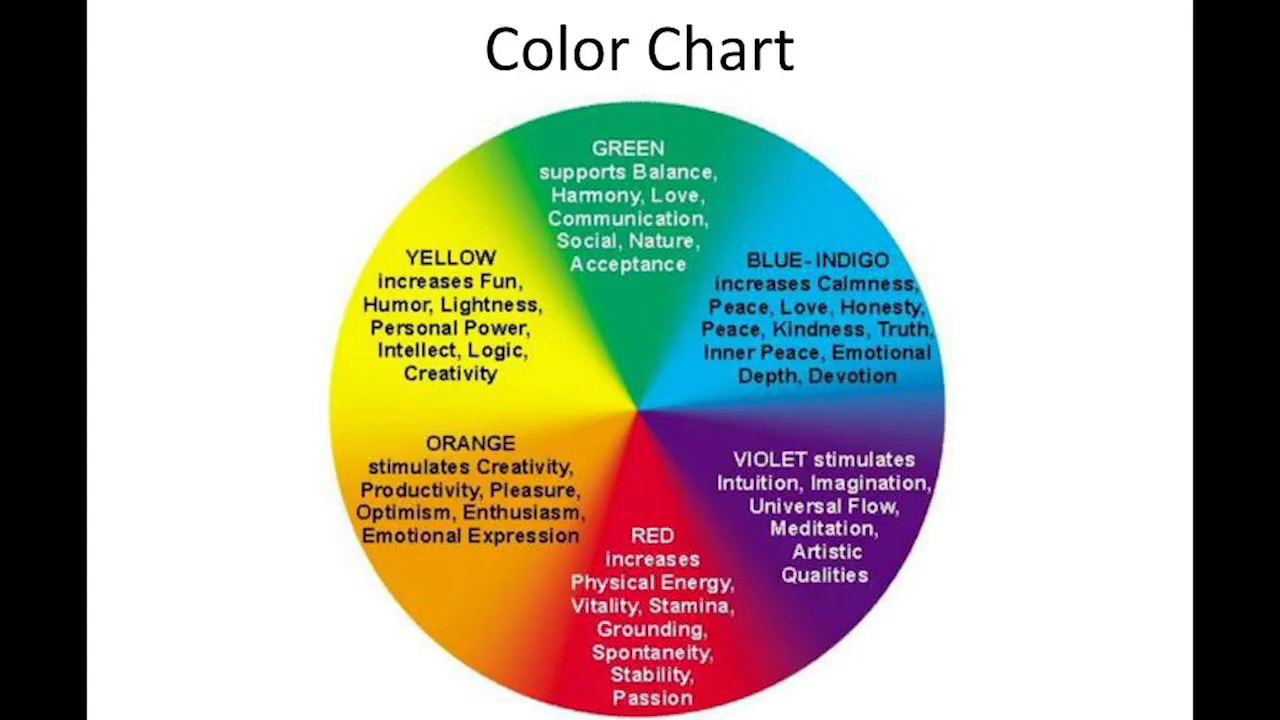 Color Chart
GREEN
supports Balance,
Harmony, Love,
Communication,
Social, Nature,
Acceptance
BLUE-INDIGO
increases Calmness,
Peace, Love, Honesty,
Peace, Kindness, Truth,
Inner Peace, Emotional
Depth, Devotion
VIOLET stimulates
Intuition, Imagination,
Universal Flow,
Meditation,
Artistic
Qualities
RED
increases
Physical Energy,
Vitality, Stamina,
Grounding,
Spontaneity,
Stability,
Passion
ORANGE
stimulates Creativity,
Productivity, Pleasure,
Optimism, Enthusiasm,
Emotional Expression
YELLOW
increases Fun,
Humor, Lightness,
Personal Power,
Intellect, Logic,
Creativity